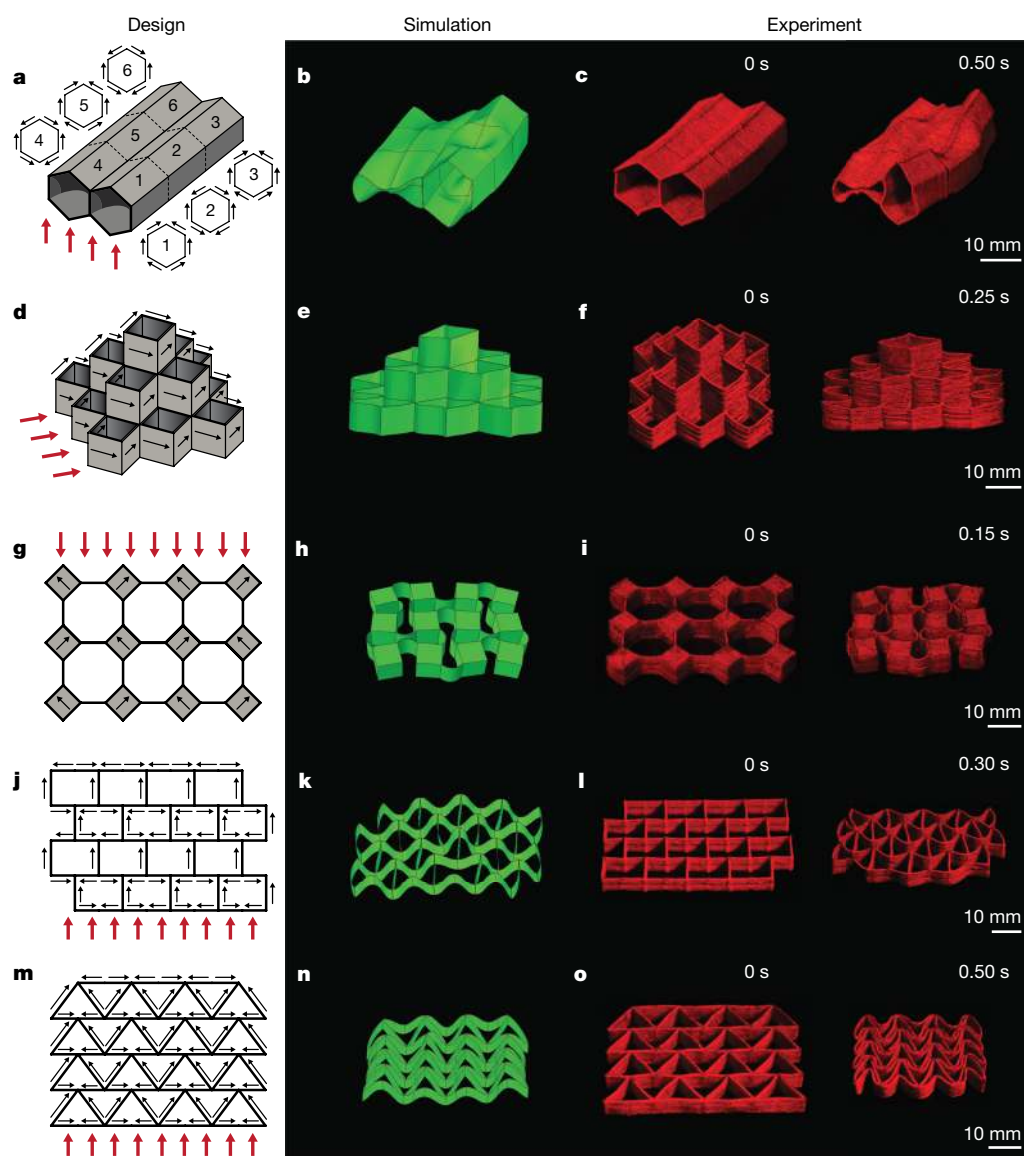 Design Simulation Experiment
a 6 b c 0 s 0.50 s
5 6
4 5 3
4 2 3
1 2
1
10 mm
d e f 0 s 0.25 s
10 mm
g h i 0 s 0.15 s
10 mm
j k l 0 s 0.30 s
10 mm
m n o 0 s 0.50 s
10 mm